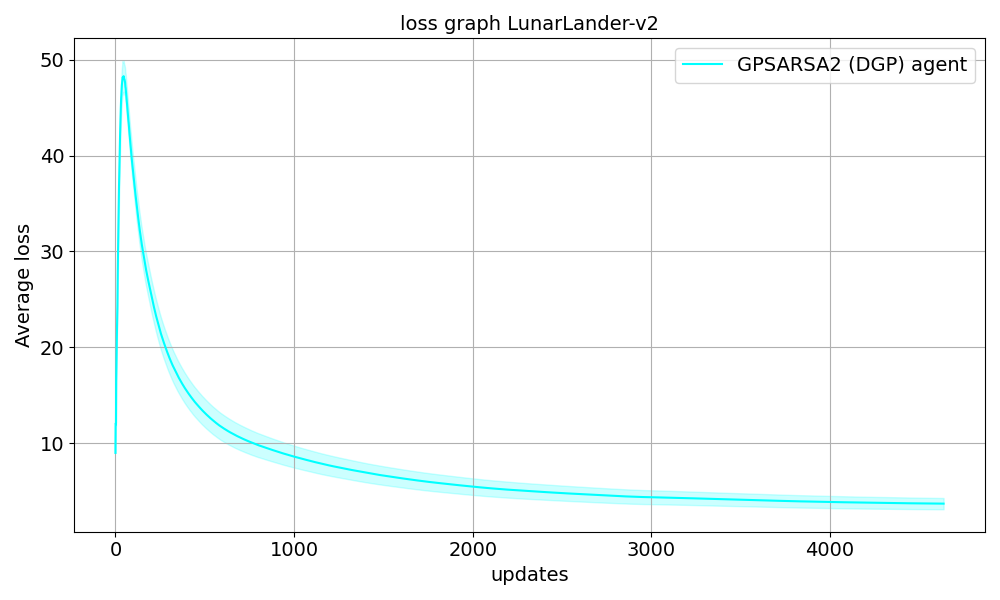 loss graph LunarLander-v2
GPSARSA2 (DGP) agent
Average loss
50
40
30
20
10
0 1000 2000 3000 4000
updates